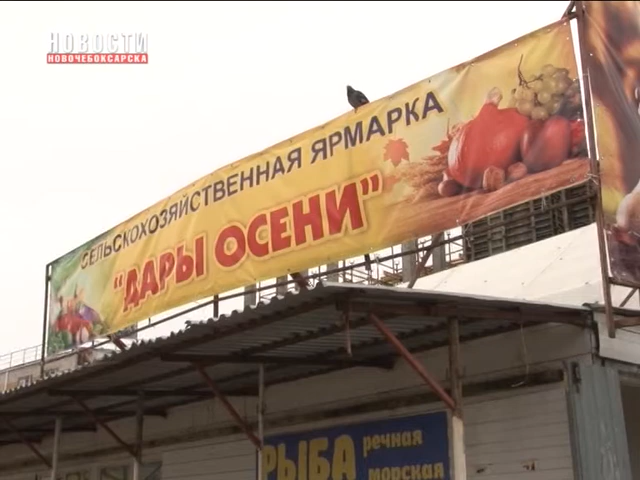 НОВОСТИ
НОВОЧЕБОКСАРСКА
СЕЛЬСКОХОЗЯЙСТВЕННАЯ ЯРМАРКА
"ДАРЫ ОСЕНИ"
РЫБА речная
морская